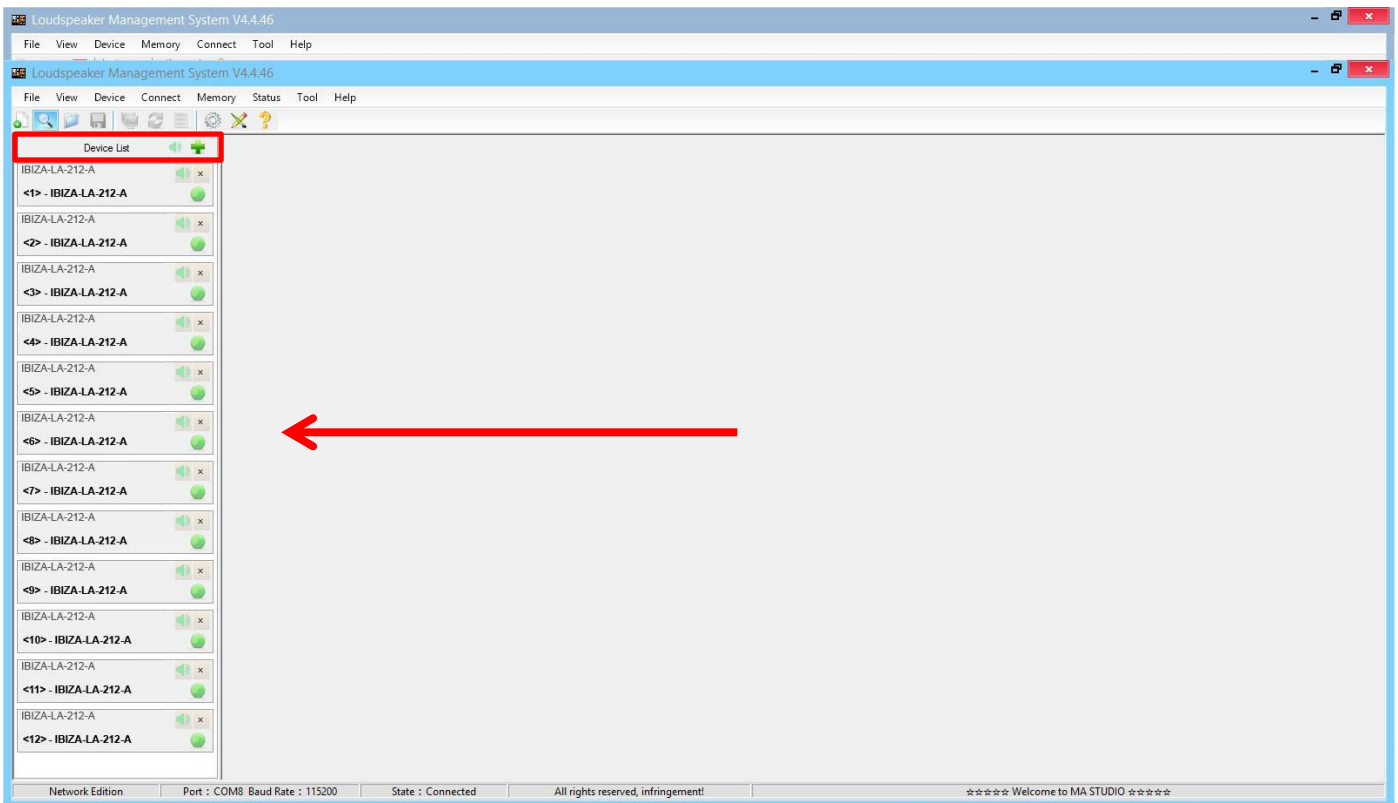 Loudspeaker Management System V4.4.46
File View Device Memory Connect Tool Help
Loudspeaker Management System V4.4.46
File View Device Connect Memory Status Tool Help
Device List
IBIZA-LA-212-A
<1> - IBIZA-LA-212-A
IBIZA-LA-212-A
<2> - IBIZA-LA-212-A
IBIZA-LA-212-A
<3> - IBIZA-LA-212-A
IBIZA-LA-212-A
<4> - IBIZA-LA-212-A
IBIZA-LA-212-A
<5> - IBIZA-LA-212-A
IBIZA-LA-212-A
<6> - IBIZA-LA-212-A
IBIZA-LA-212-A
<7> - IBIZA-LA-212-A
IBIZA-LA-212-A
<8> - IBIZA-LA-212-A
IBIZA-LA-212-A
<9> - IBIZA-LA-212-A
IBIZA-LA-212-A
<10> - IBIZA-LA-212-A
IBIZA-LA-212-A
<11> - IBIZA-LA-212-A
IBIZA-LA-212-A
<12> - IBIZA-LA-212-A
Network Edition Port : COM8 Baud Rate : 115200 State : Connected All rights reserved, infringement! ☆☆☆☆☆ Welcome to MA STUDIO ☆☆☆☆☆